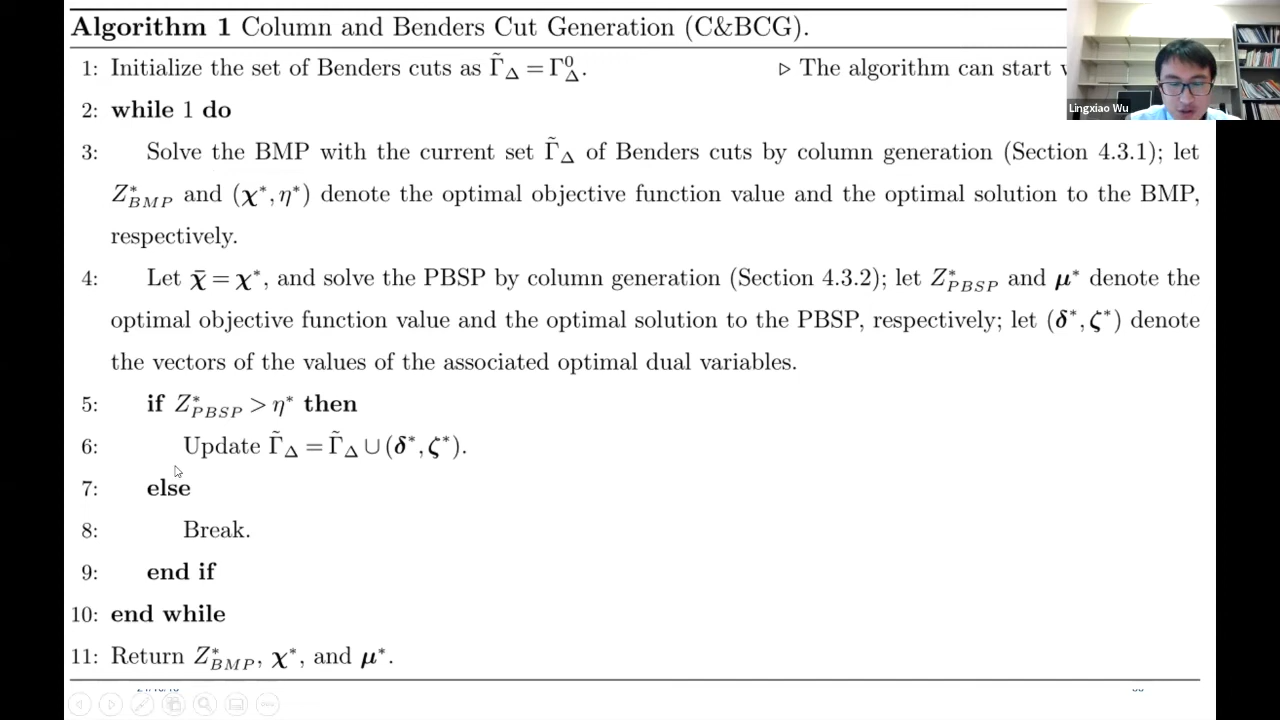 Algorithm 1 Column and Benders Cut Generation (C&BCG).
1: Initialize the set of Benders cuts as Γ̃_Δ = Γ⁰_Δ. ▷ The algorithm can start
Lingxiao Wu
2: while 1 do
3: Solve the BMP with the current set Γ̃_Δ of Benders cuts by column generation (Section 4.3.1); let
Z*_BMP and (χ*, η*) denote the optimal objective function value and the optimal solution to the BMP,
respectively.
4: Let χ̄ = χ*, and solve the PBSP by column generation (Section 4.3.2); let Z*_PBSP and μ* denote the
optimal objective function value and the optimal solution to the PBSP, respectively; let (δ*, ζ*) denote
the vectors of the values of the associated optimal dual variables.
5: if Z*_PBSP > η* then
6: Update Γ̃_Δ = Γ̃_Δ ∪ (δ*, ζ*).
7: else
8: Break.
9: end if
10: end while
11: Return Z*_BMP, χ*, and μ*.